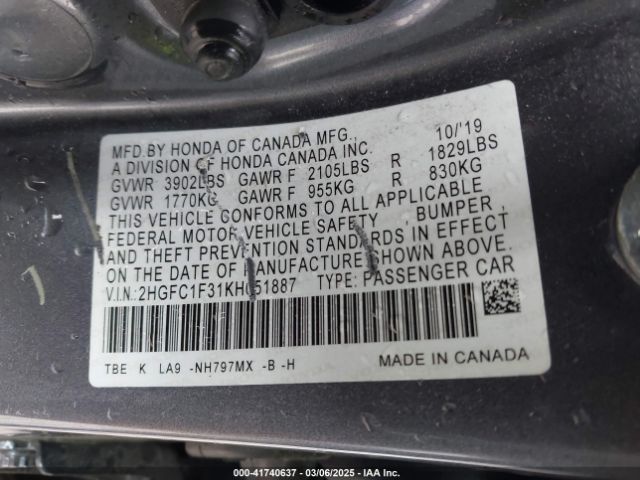 MFD.BY HONDA OF CANADA MFG., 10/'19
A DIVISION OF HONDA CANADA INC.
GVWR 3902LBS GAWR F 2105LBS R 1829LBS
GVWR 1770KG GAWR F 955KG R 830KG
THIS VEHICLE CONFORMS TO ALL APPLICABLE
FEDERAL MOTOR VEHICLE SAFETY, BUMPER,
AND THEFT PREVENTION STANDARDS IN EFFECT
ON THE DATE OF MANUFACTURE SHOWN ABOVE.
V.I.N.: 2HGFC1F31KH651887 TYPE: PASSENGER CAR
TBE K LA9 -NH797MX -B -H MADE IN CANADA
000-41740637 - 03/06/2025 - IAA Inc.